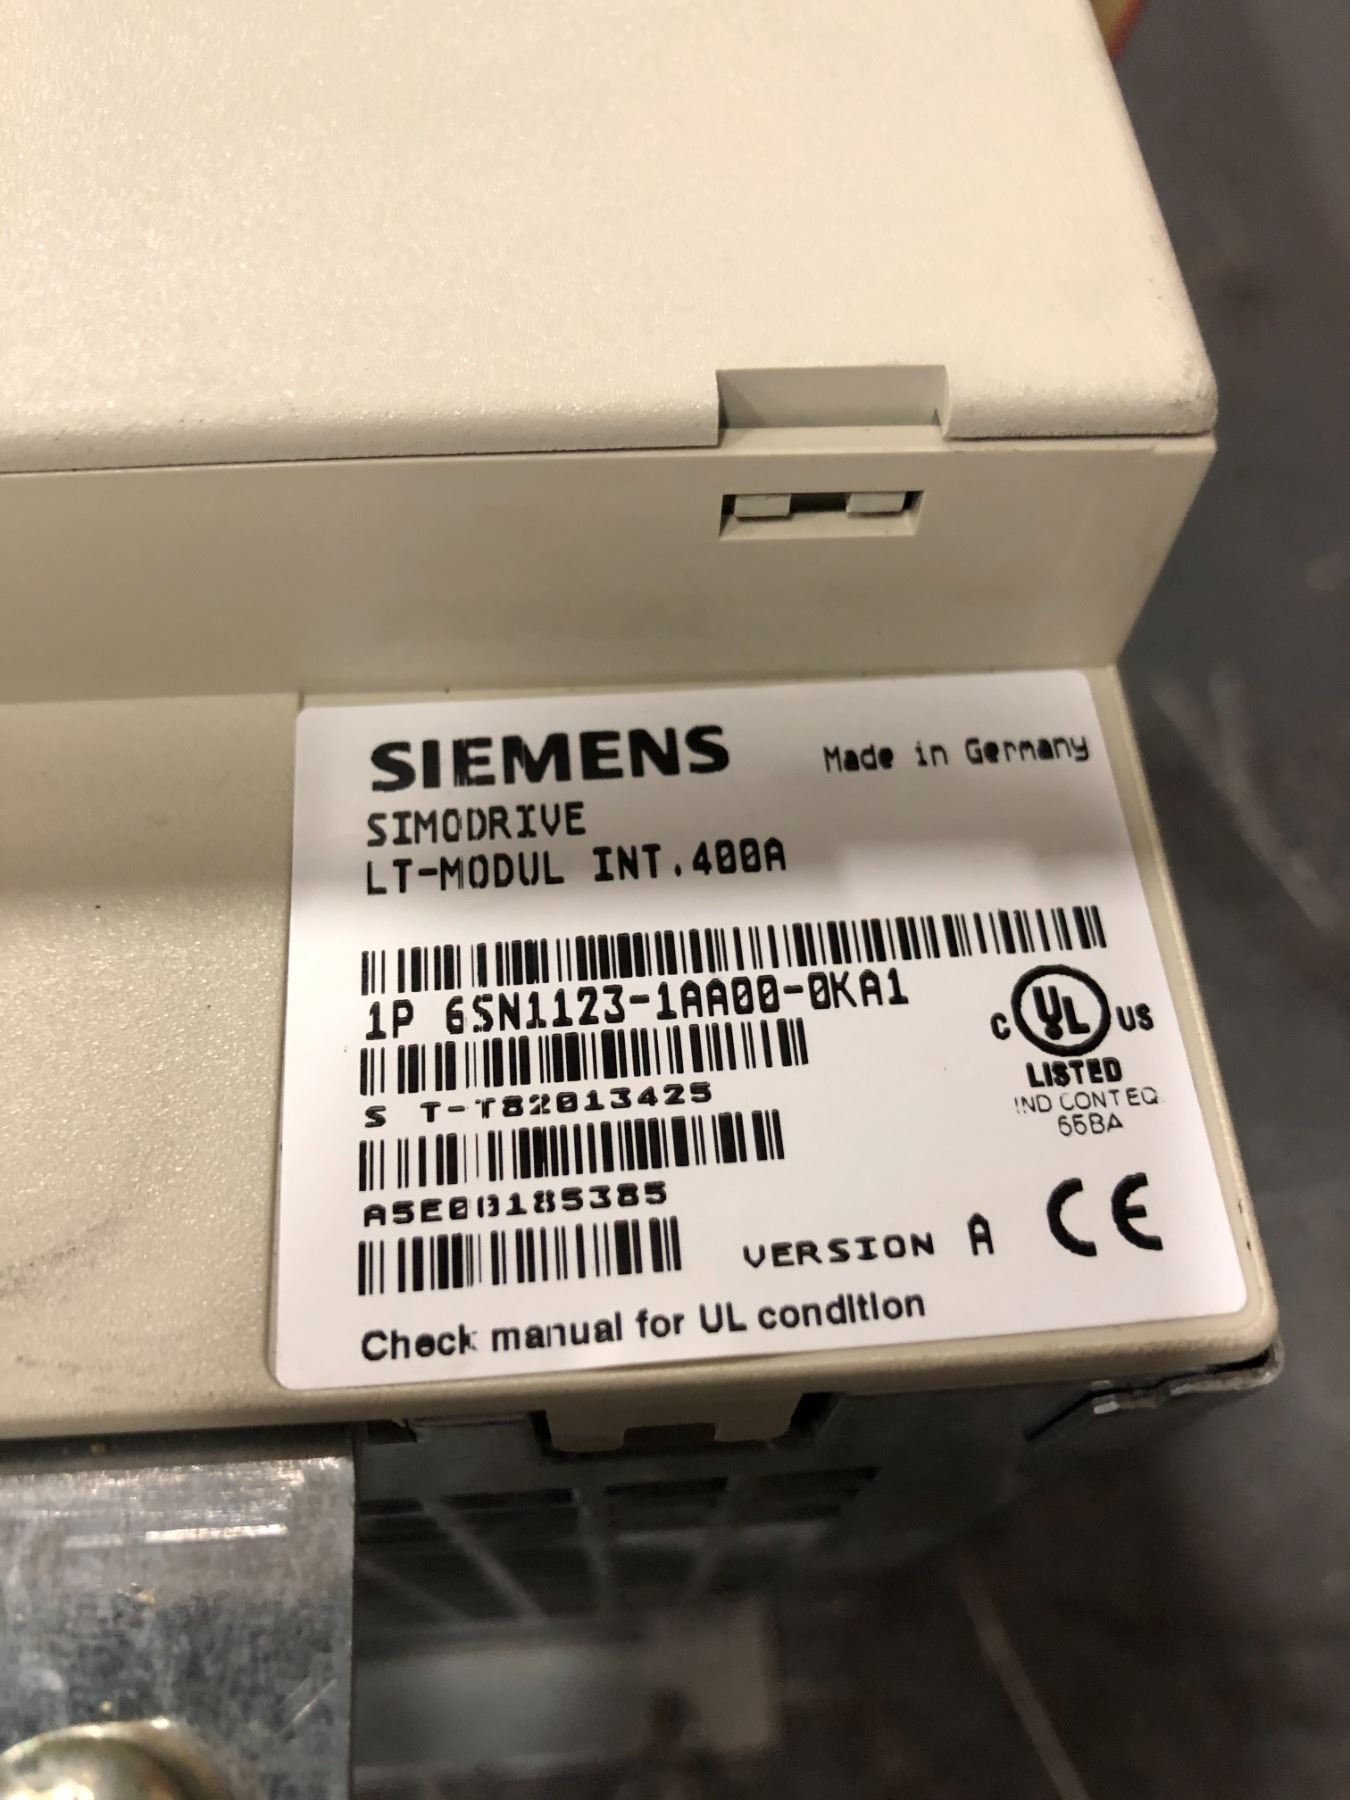 SIEMENS Made in Germany
SIMODRIVE
LT-MODUL INT.400A
1P 6SN1123-1AA00-0KA1
C UL US
S T-T82013425
LISTED
IND CONT EQ.
66BA
A5E00185385
VERSION A CE
Check manual for UL condition